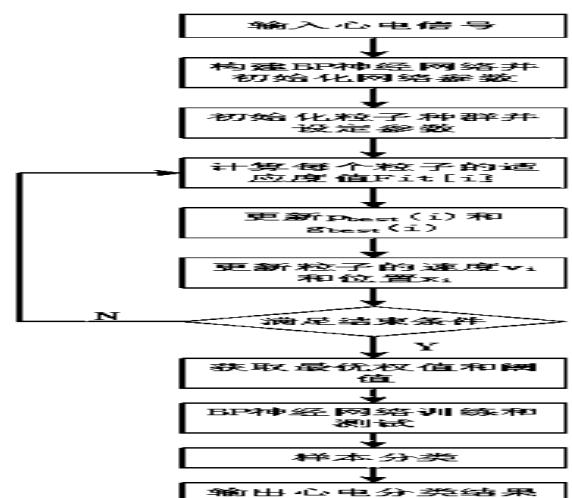 输入心电信号
构建BP神经网络并
初始化网络参数
初始化粒子种群并
设定参数
计算每个粒子的适
应度值Fit[i]
更新Pbest(i)和
gbest(i)
更新粒子的速度vi
和位置xi
满足结束条件
N
Y
获取最优权值和阈
值
BP神经网络训练和
测试
样本分类
输出心电分类结果